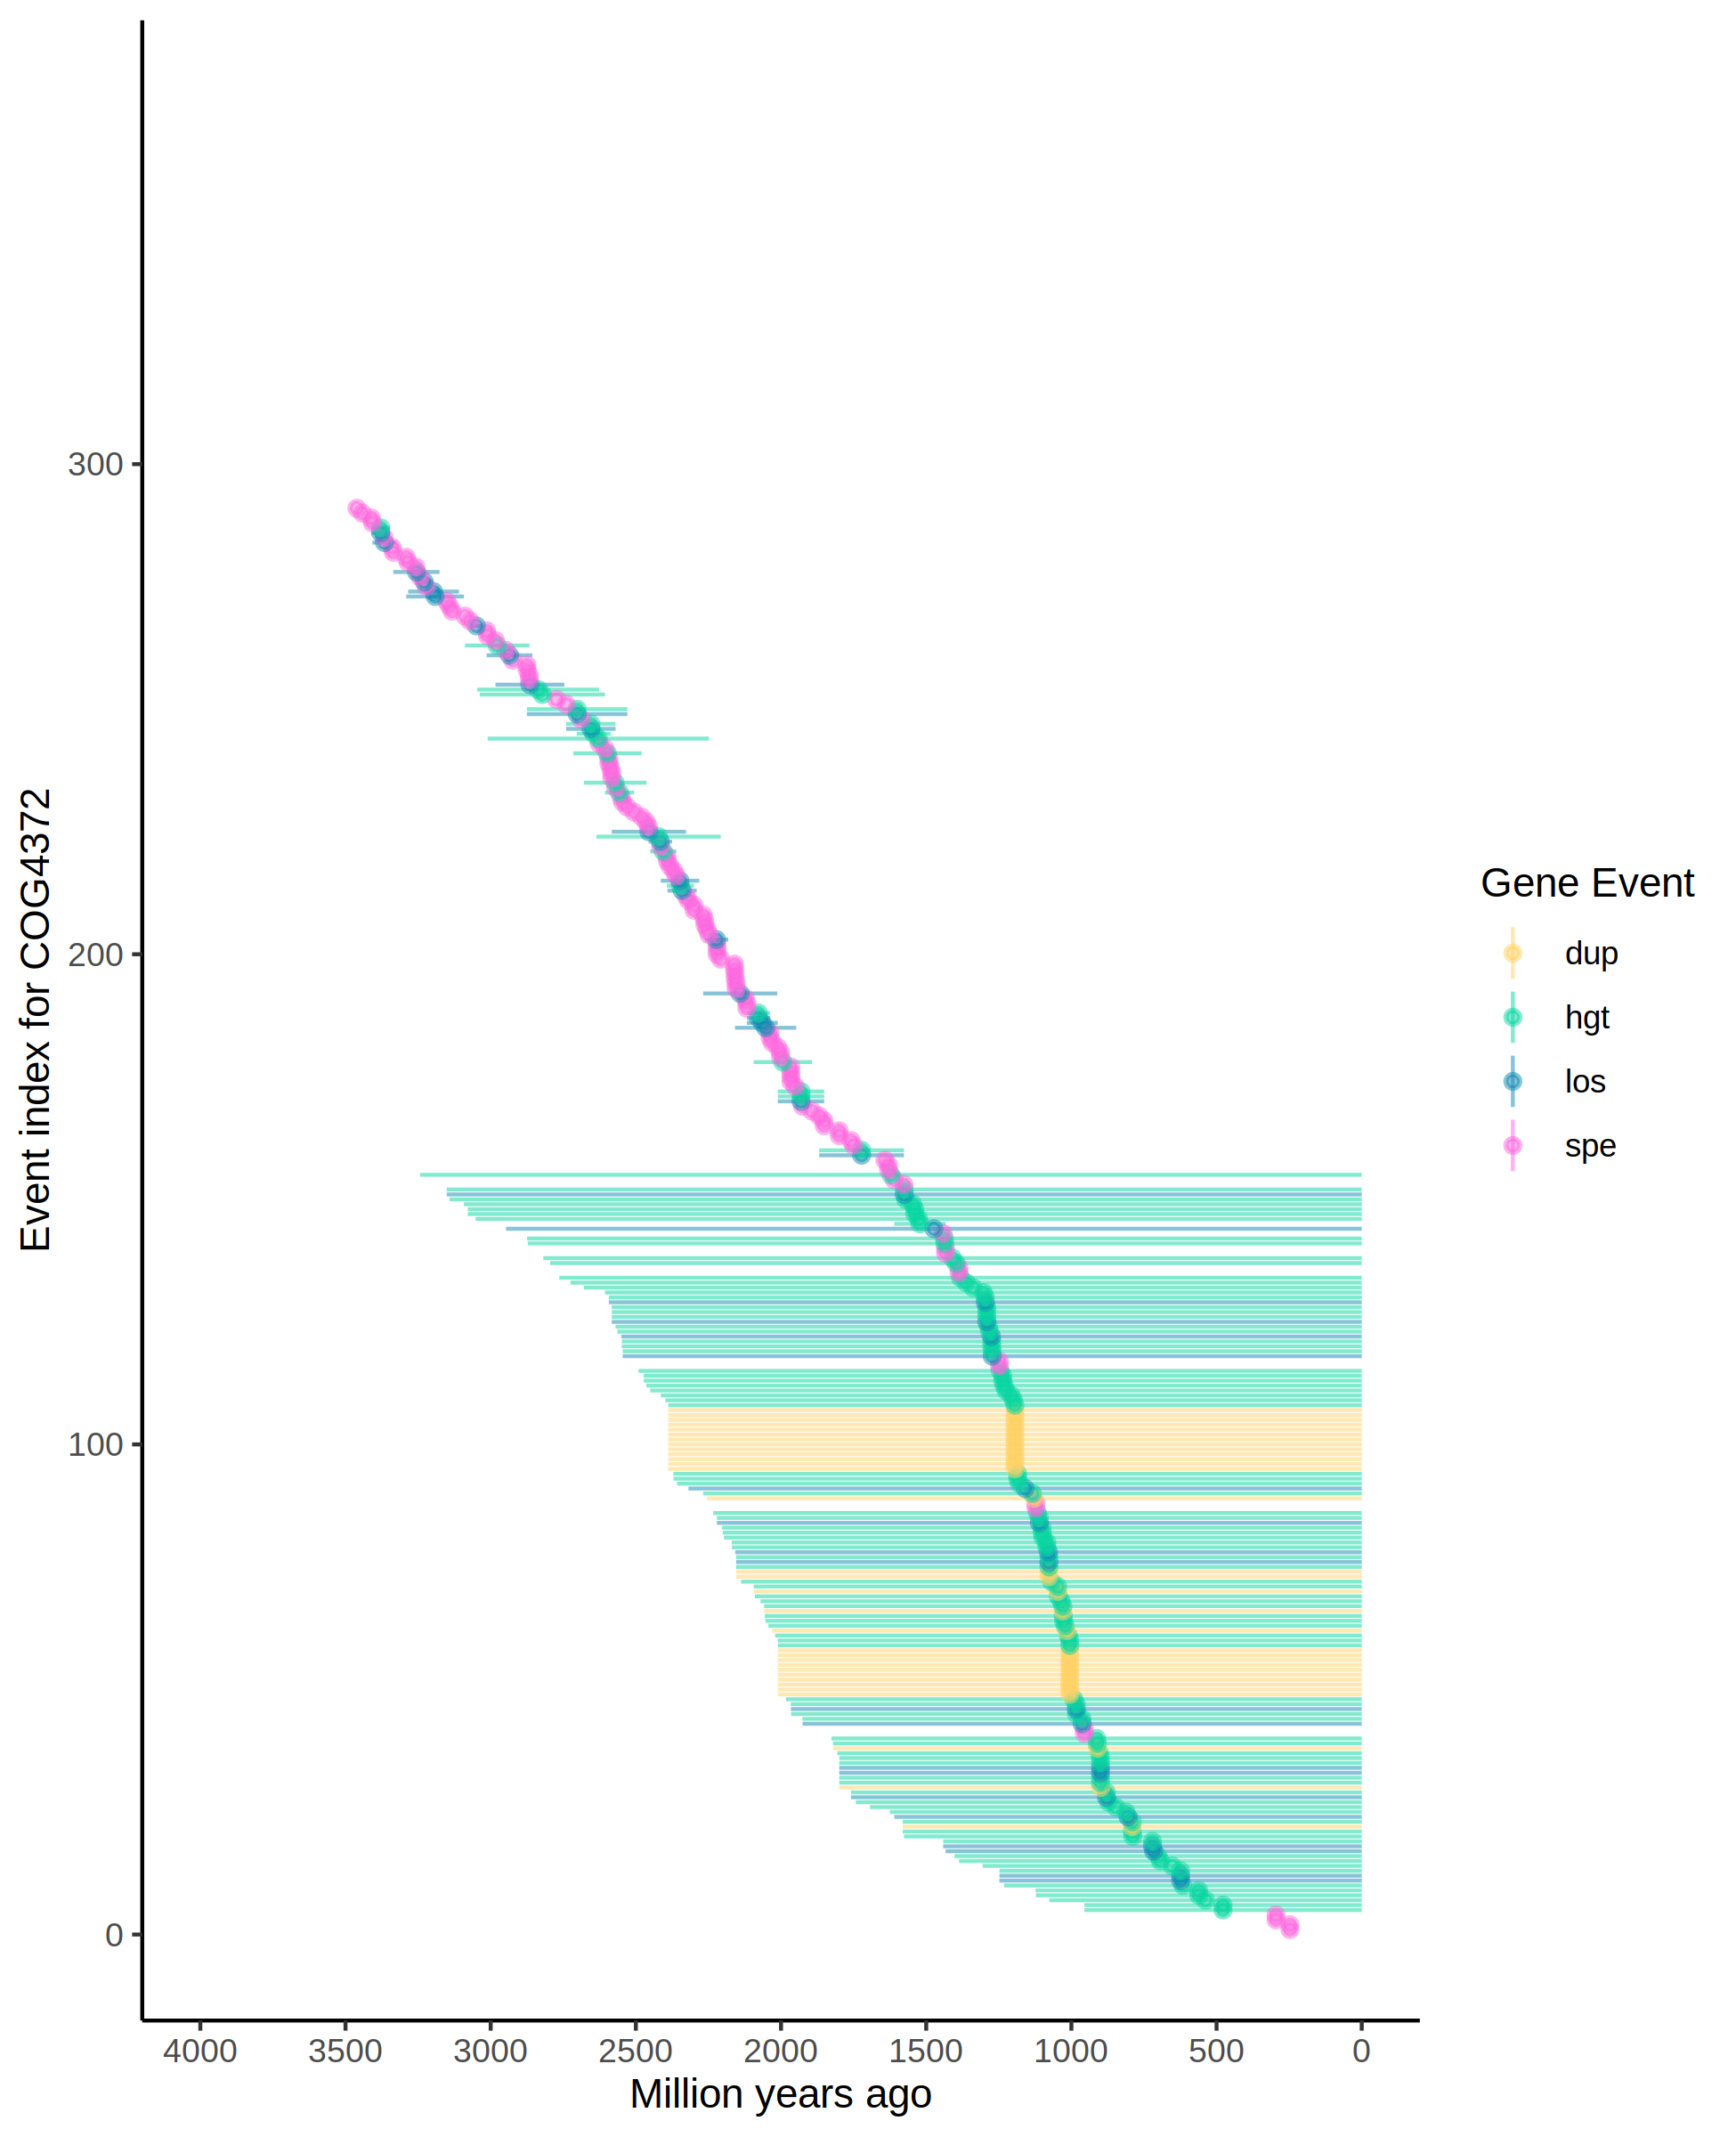 Event index for COG4372
300
200
100
0
4000 3500 3000 2500 2000 1500 1000 500 0
Million years ago
Gene Event
dup
hgt
los
spe